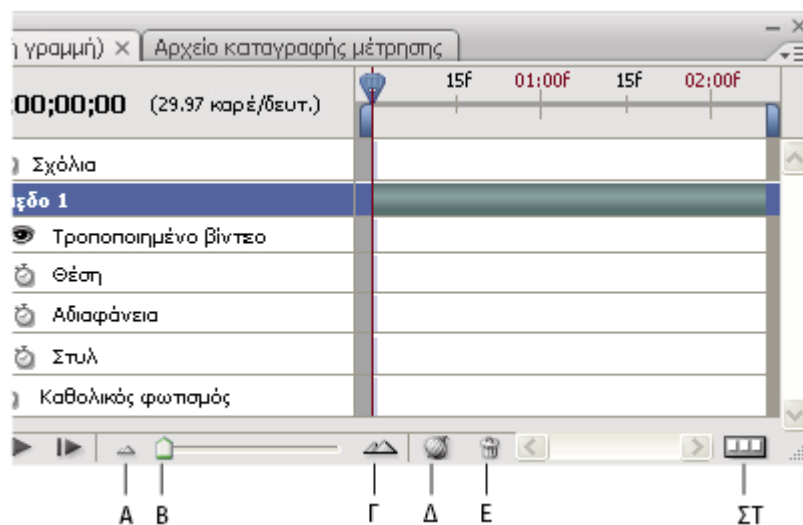 γραμμή) × Αρχείο καταγραφής μέτρησης
15f 01:00f 15f 02:00f
00;00;00 (29.97 καρέ/δευτ.)
Σχόλια
εδο 1
Τροποποιημένο βίντεο
Θέση
Αδιαφάνεια
Στυλ
Καθολικός φωτισμός
Α Β Γ Δ Ε ΣΤ